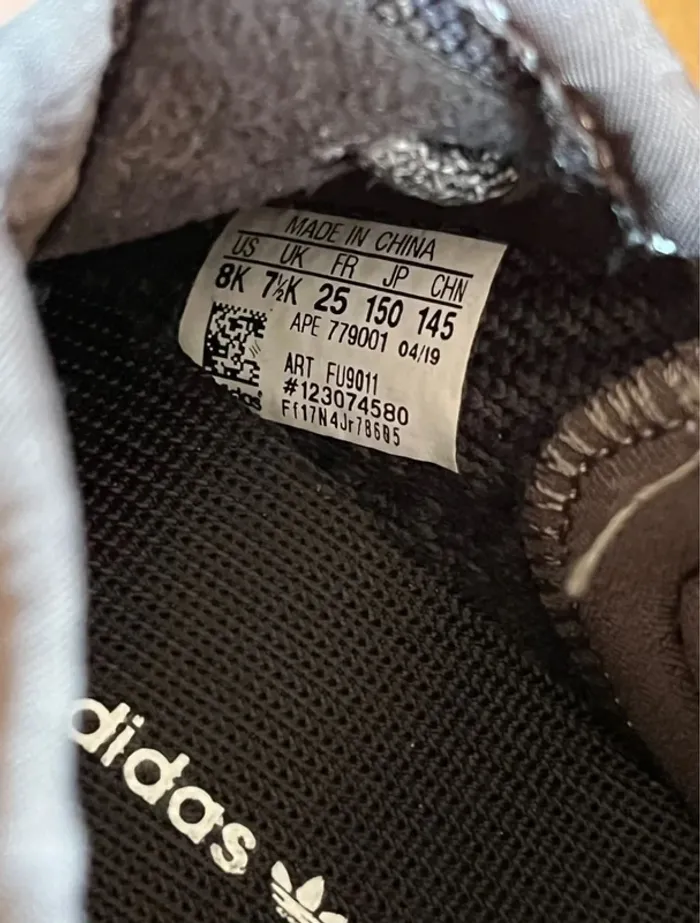 MADE IN CHINA
US UK FR JP CHN
8K 7½K 25 150 145
APE 779001 04/19
ART FU9011
#123074580
Ff17N4Jr78605
adidas